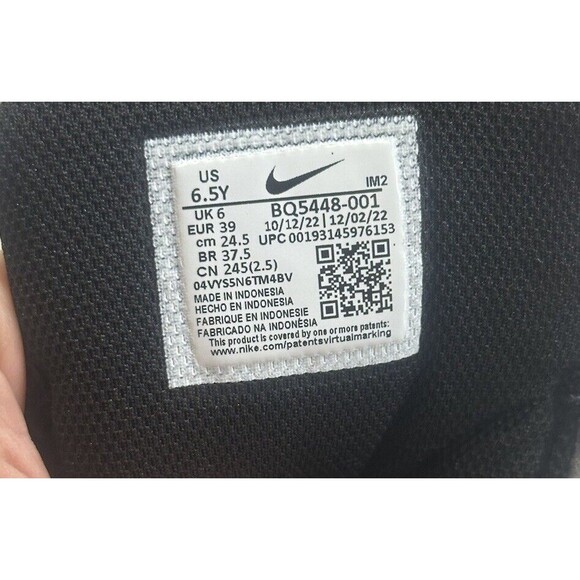 US
6.5Y
IM2
UK 6
BQ5448-001
EUR 39
10/12/22 | 12/02/22
cm 24.5
UPC 00193145976153
BR 37.5
CN 245(2.5)
04VYS5N6TM4BV
MADE IN INDONESIA
HECHO EN INDONESIA
FABRIQUE EN INDONESIE
FABRICADO NA INDONÉSIA
This product is covered by one or more patents:
www.nike.com/patentsvirtualmarking